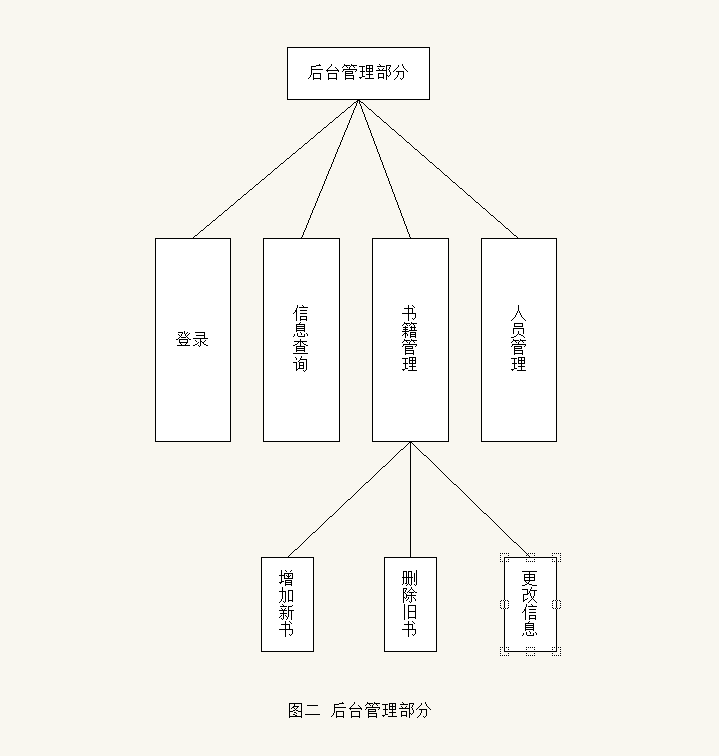 后台管理部分
登录
信息查询
书籍管理
人员管理
增加新书
删除旧书
更改信息
图二 后台管理部分